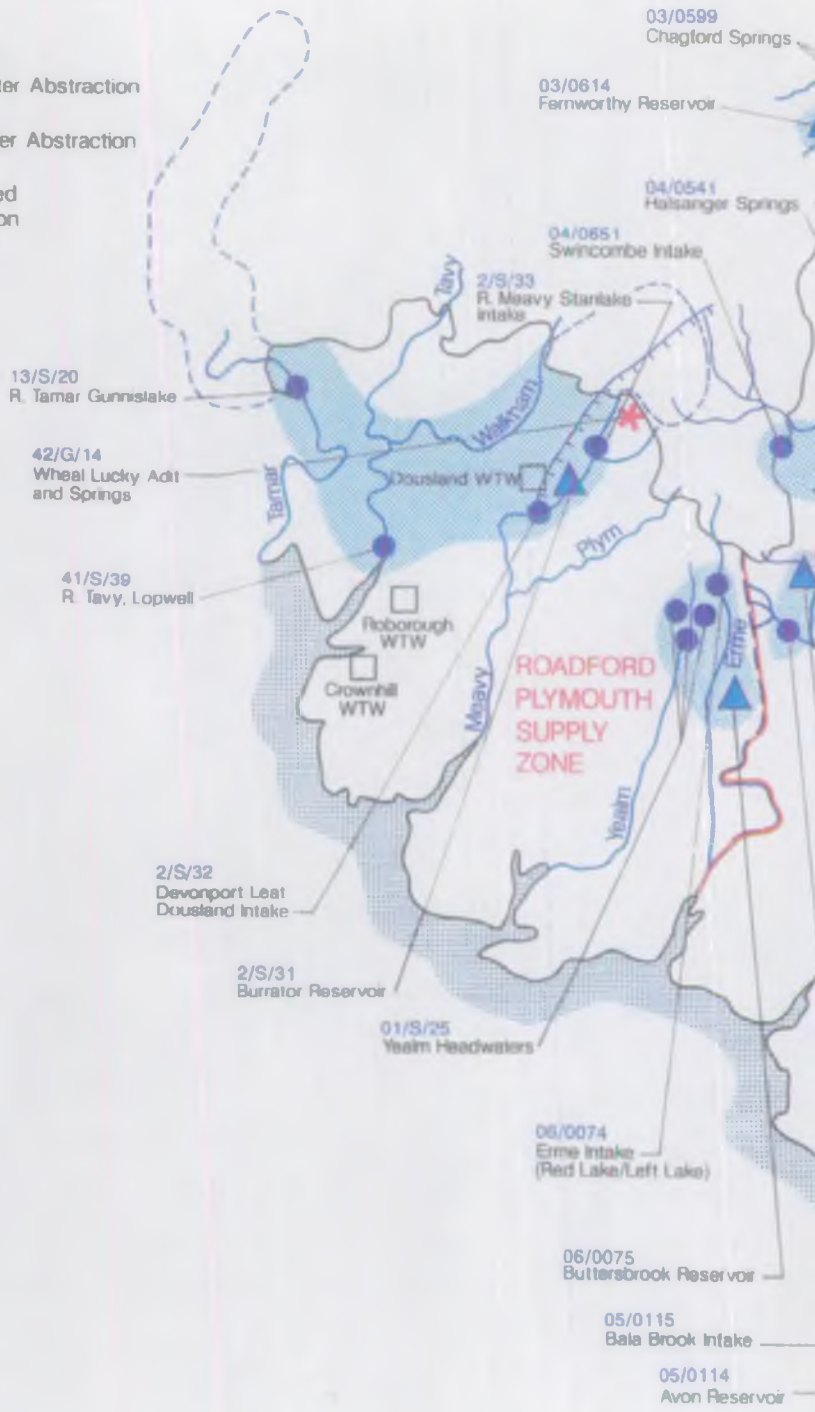 03/0599
Chagford Springs
er Abstraction
03/0614
Fernworthy Reservoir
er Abstraction
ed
on
04/0541
Halsanger Springs
04/0651
Swincombe Intake
2/S/33
R. Meavy Stanlake
intake
Tavy
13/S/20
R. Tamar Gunnislake
Walkham
42/G/14
Wheal Lucky Adit
and Springs
Dousland WTW
Tamar
Plym
41/S/39
R. Tavy, Lopwell
Roborough
WTW
Erme
Crownhill
WTW
Meavy
ROADFORD
PLYMOUTH
SUPPLY
ZONE
Yealm
2/S/32
Devonport Leat
Dousland Intake
2/S/31
Burrator Reservoir
01/S/25
Yealm Headwaters
06/0074
Erme Intake
(Red Lake/Left Lake)
06/0075
Buttersbrook Reservoir
05/0115
Bala Brook Intake
05/0114
Avon Reservoir